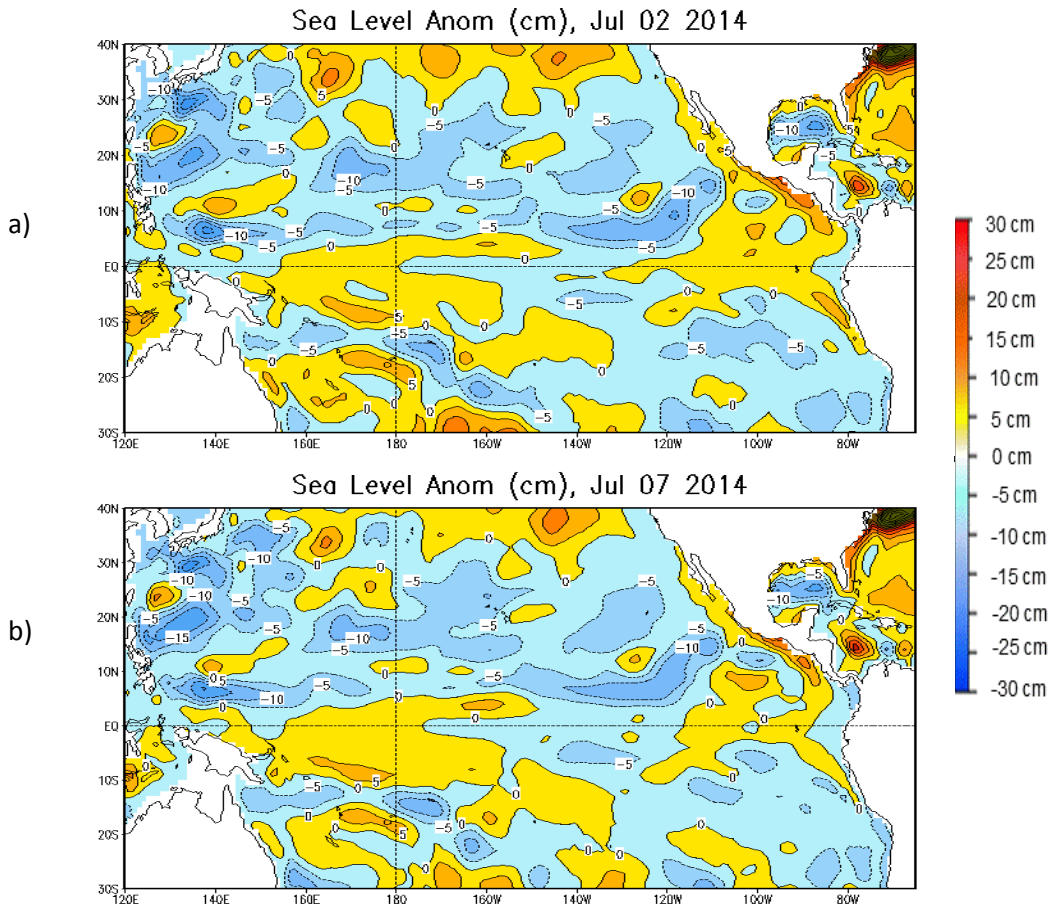 Sea Level Anom (cm), Jul 02 2014
a)
40N
30N
20N
10N
EQ
10S
20S
30S
120E 140E 160E 180 160W 140W 120W 100W 80W
Sea Level Anom (cm), Jul 07 2014
b)
40N
30N
20N
10N
EQ
10S
20S
30S
120E 140E 160E 180 160W 140W 120W 100W 80W
30 cm
25 cm
20 cm
15 cm
10 cm
5 cm
0 cm
-5 cm
-10 cm
-15 cm
-20 cm
-25 cm
-30 cm